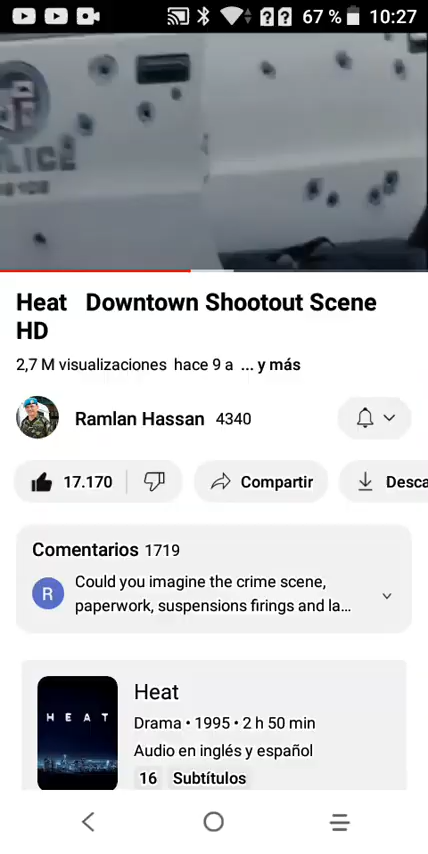 67 % 10:27
LICE
Heat Downtown Shootout Scene
HD
2,7 M visualizaciones hace 9 a ... y más
Ramlan Hassan 4340
17.170 Compartir Desca
Comentarios 1719
R
Could you imagine the crime scene,
paperwork, suspensions firings and la...
HEAT
Heat
Drama • 1995 • 2 h 50 min
Audio en inglés y español
16 Subtítulos